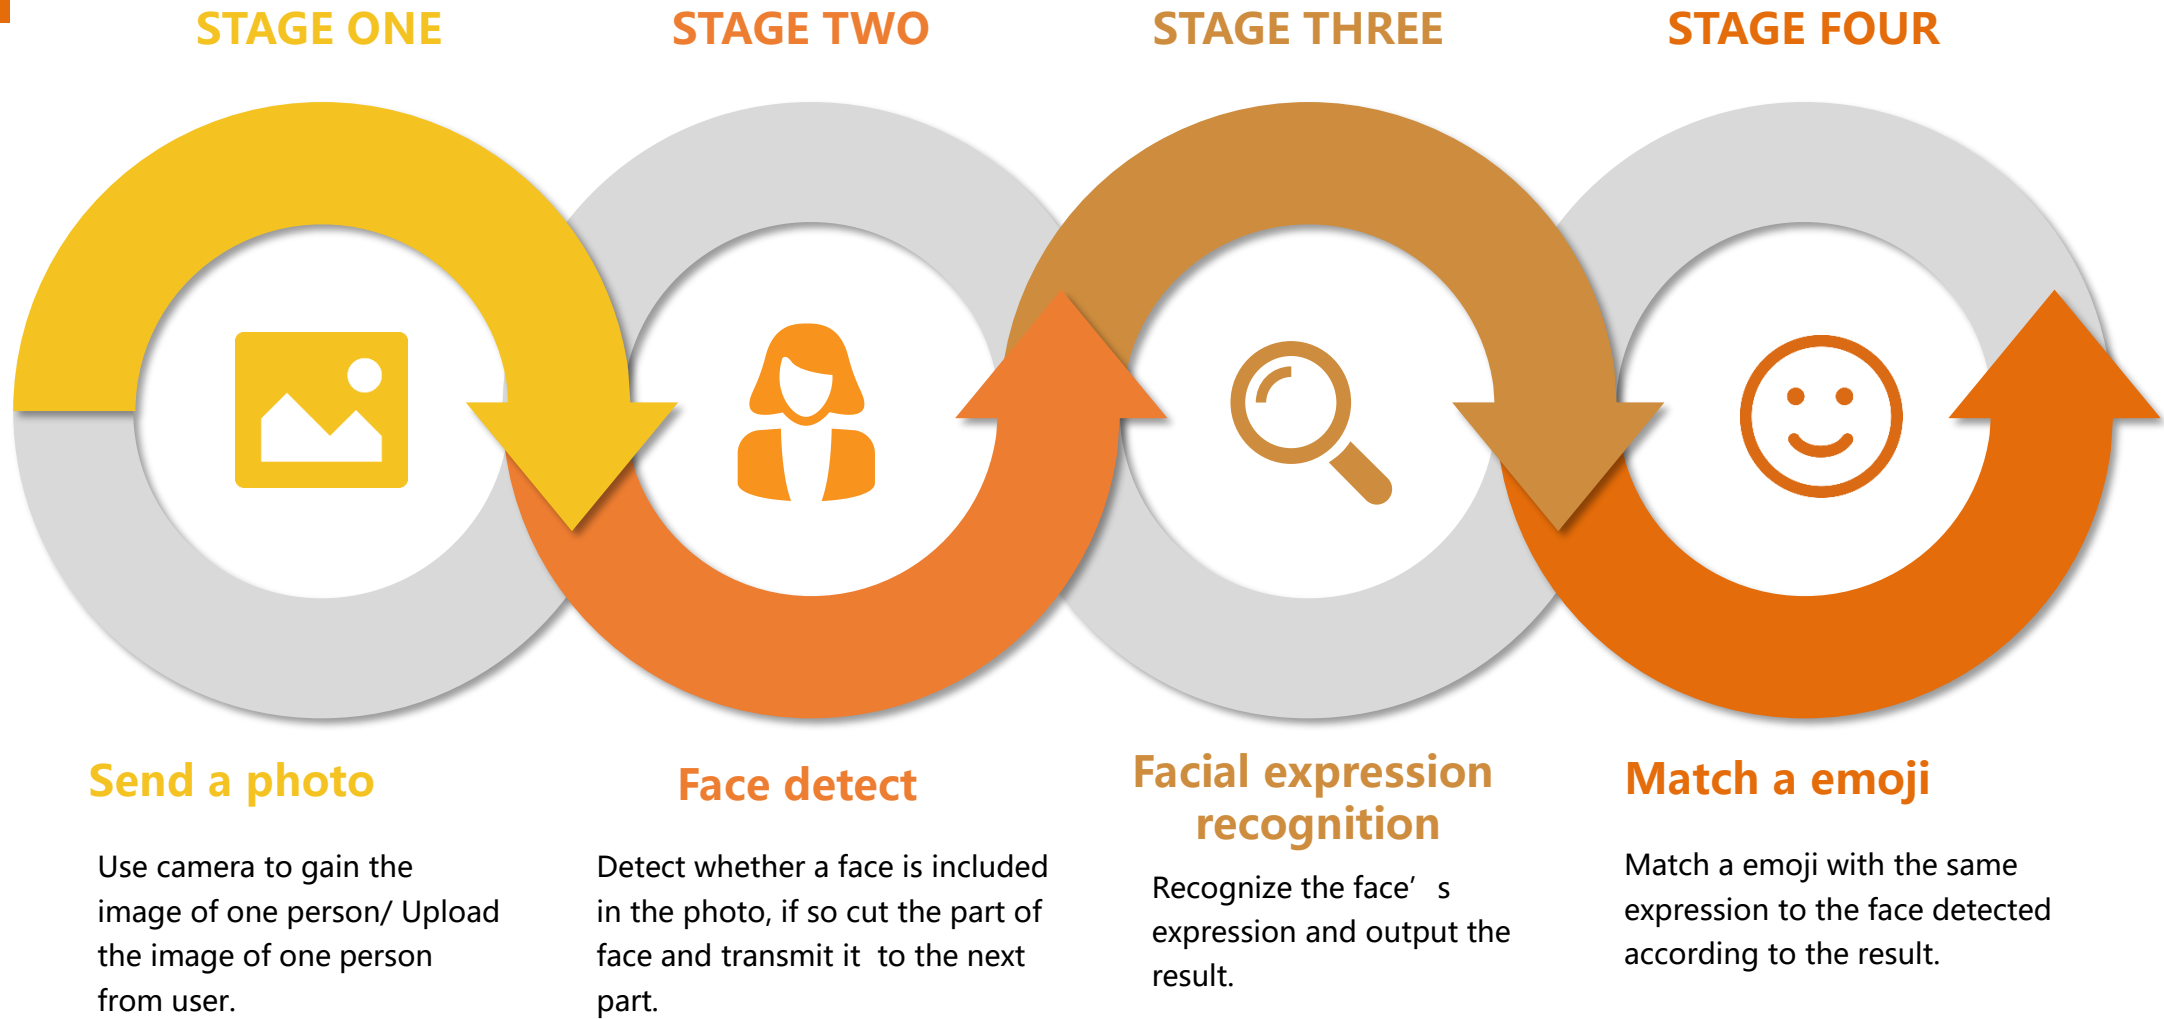 STAGE ONE
STAGE TWO
STAGE THREE
STAGE FOUR
Send a photo
Use camera to gain the
image of one person/ Upload
the image of one person
from user.
Face detect
Detect whether a face is included
in the photo, if so cut the part of
face and transmit it  to the next
part.
Facial expression
recognition
Recognize the face’ s
expression and output the
result.
Match a emoji
Match a emoji with the same
expression to the face detected
according to the result.